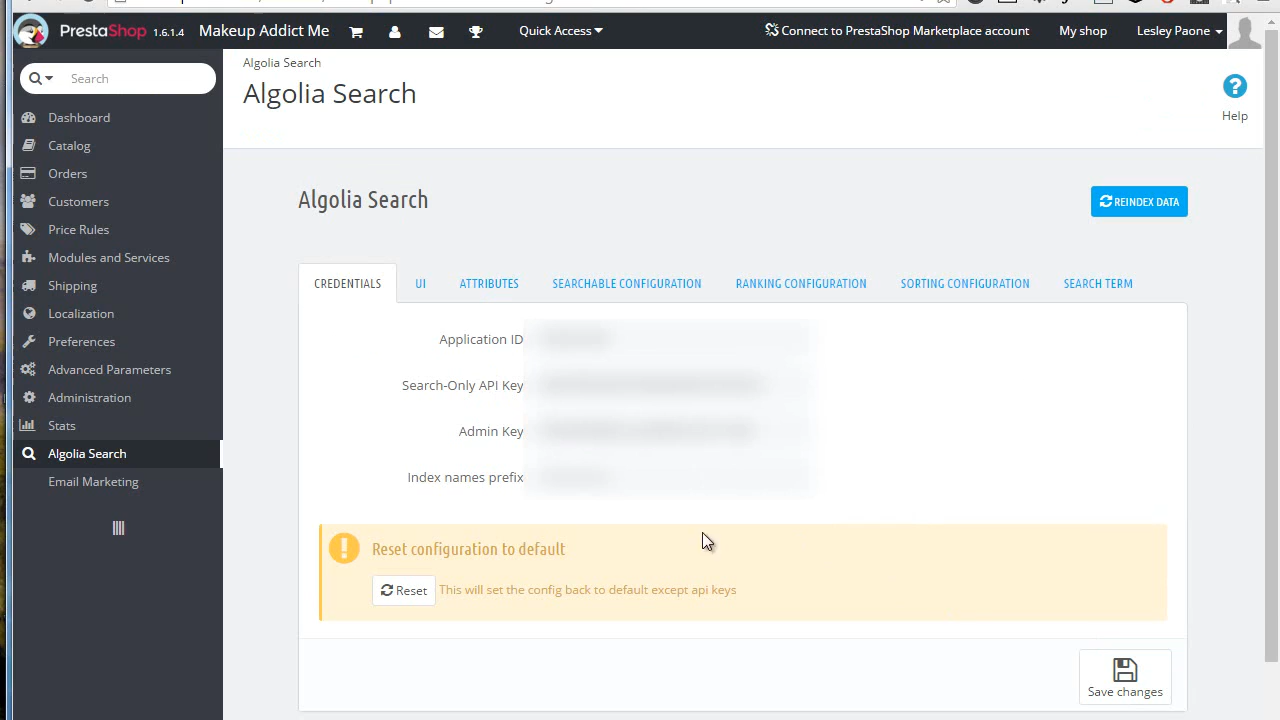 PrestaShop 1.6.1.4 Makeup Addict Me Quick Access Connect to PrestaShop Marketplace account My shop Lesley Paone
Search
Dashboard
Catalog
Orders
Customers
Price Rules
Modules and Services
Shipping
Localization
Preferences
Advanced Parameters
Administration
Stats
Algolia Search
Email Marketing
Algolia Search
Algolia Search
Help
Algolia Search
REINDEX DATA
CREDENTIALS UI ATTRIBUTES SEARCHABLE CONFIGURATION RANKING CONFIGURATION SORTING CONFIGURATION SEARCH TERM
Application ID
Search-Only API Key
Admin Key
Index names prefix
Reset configuration to default
Reset This will set the config back to default except api keys
Save changes